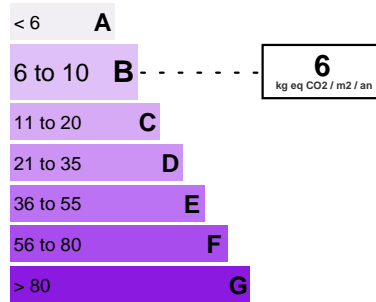 < 6 A
6 to 10 B
6
kg eq CO2 / m2 / an
11 to 20 C
21 to 35 D
36 to 55 E
56 to 80 F
> 80 G